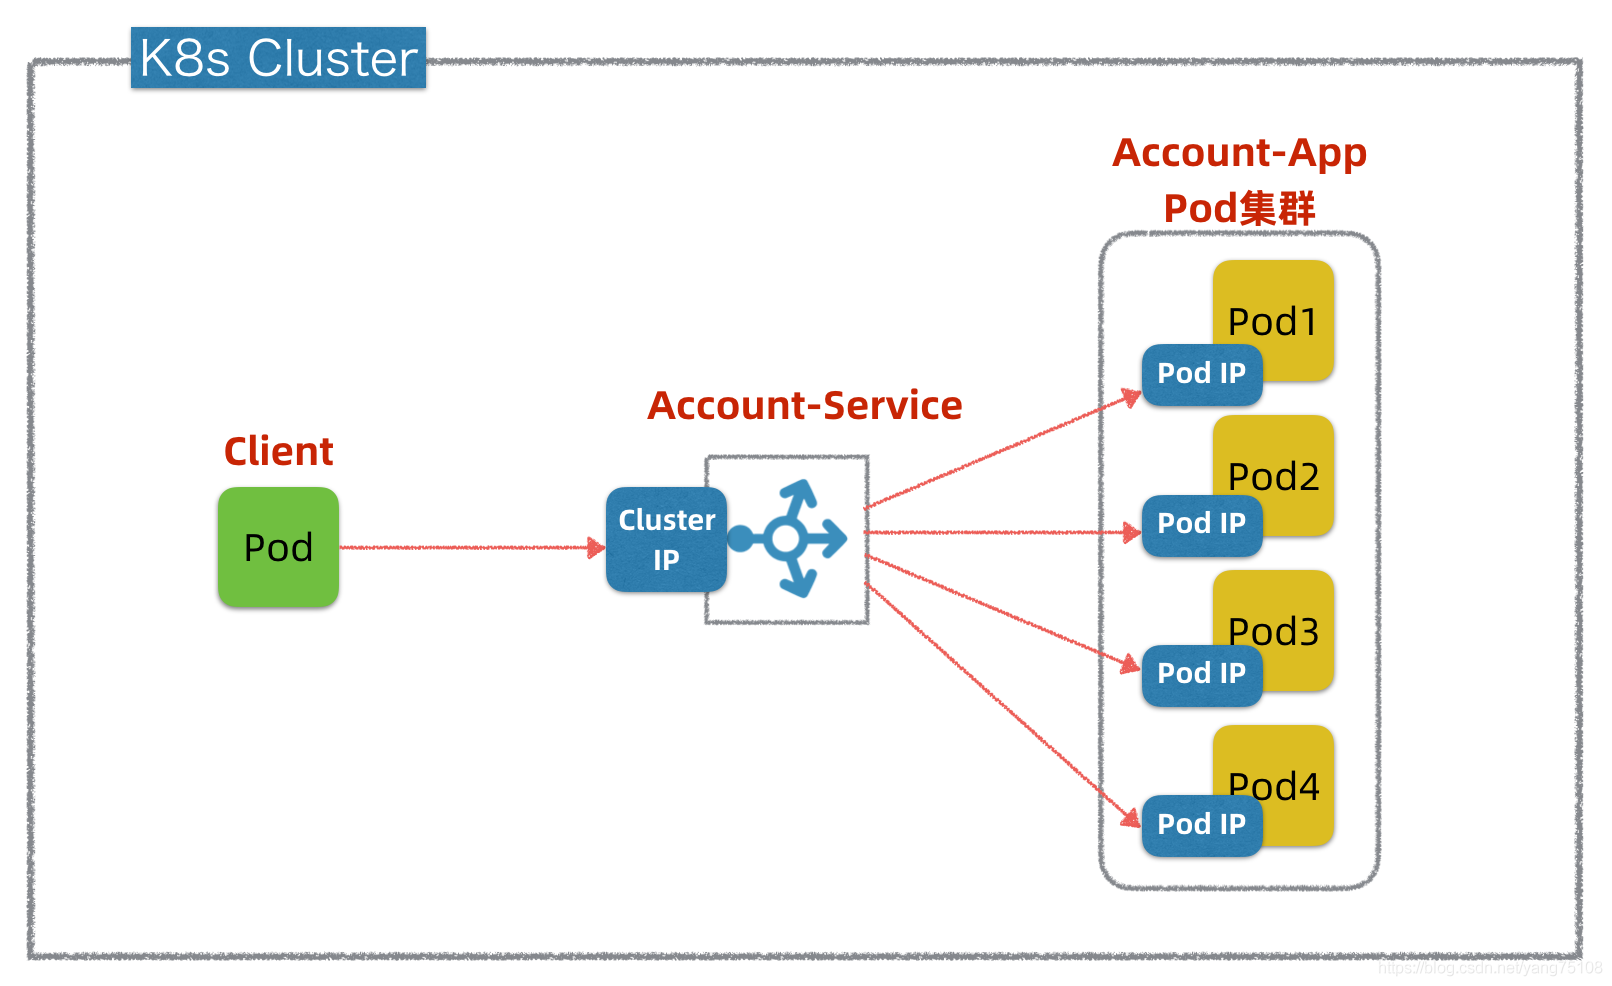 K8s Cluster
Account-App
Pod集群
Pod1
Pod IP
Account-Service
Pod2
Client
Cluster
IP
Pod
Pod IP
Pod3
Pod IP
Pod4
Pod IP
https://blog.csdn.net/yang75108